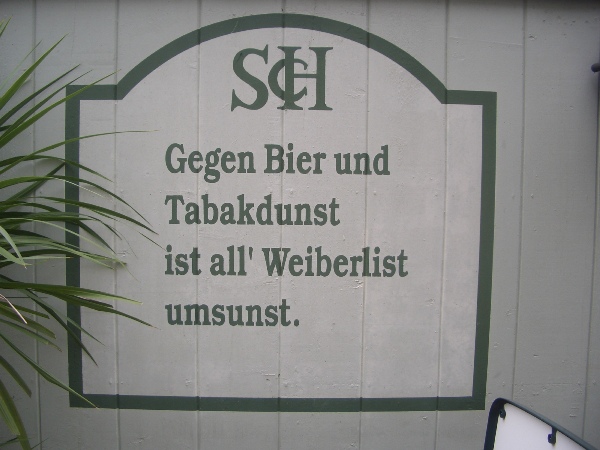 SCH
Gegen Bier und
Tabakdunst
ist all' Weiberlist
umsunst.